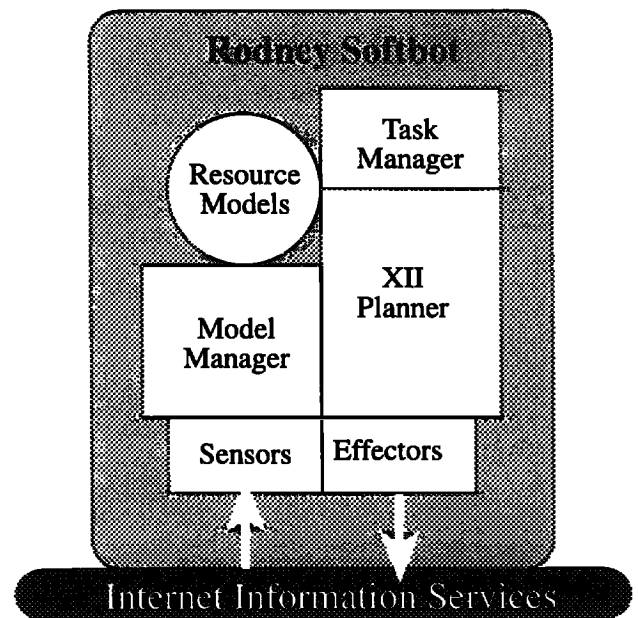 Rodney Softbot
Task
Manager
Resource
Models
XII
Planner
Model
Manager
Sensors
Effectors
Internet Information Services